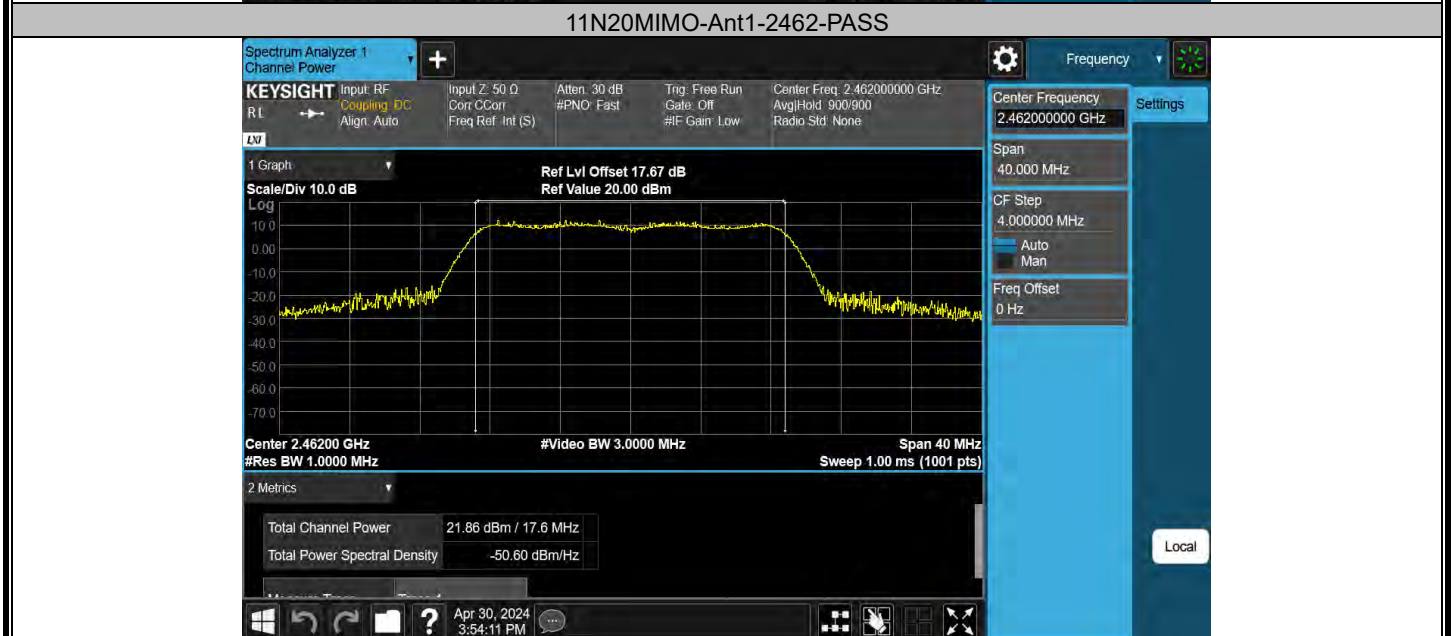 11N20MIMO-Ant1-2462-PASS
Spectrum Analyzer 1
Channel Power
+
Frequency
KEYSIGHT
RL
LXI
Input: RF
Coupling: DC
Align: Auto
Input Z: 50 Ω
Corr CCorr
Freq Ref: Int (S)
Atten: 30 dB
#PNO: Fast
Trig: Free Run
Gate: Off
#IF Gain: Low
Center Freq: 2.462000000 GHz
Avg|Hold: 900/900
Radio Std: None
Center Frequency
2.462000000 GHz
Settings
Span
40.000 MHz
CF Step
4.000000 MHz
Auto
Man
Freq Offset
0 Hz
1 Graph
Ref Lvl Offset 17.67 dB
Scale/Div 10.0 dB
Ref Value 20.00 dBm
Log
10.0
0.00
-10.0
-20.0
-30.0
-40.0
-50.0
-60.0
-70.0
Center 2.46200 GHz
#Video BW 3.0000 MHz
Span 40 MHz
#Res BW 1.0000 MHz
Sweep 1.00 ms (1001 pts)
2 Metrics
Total Channel Power 21.86 dBm / 17.6 MHz
Total Power Spectral Density -50.60 dBm/Hz
Local
?
Apr 30, 2024
3:54:11 PM